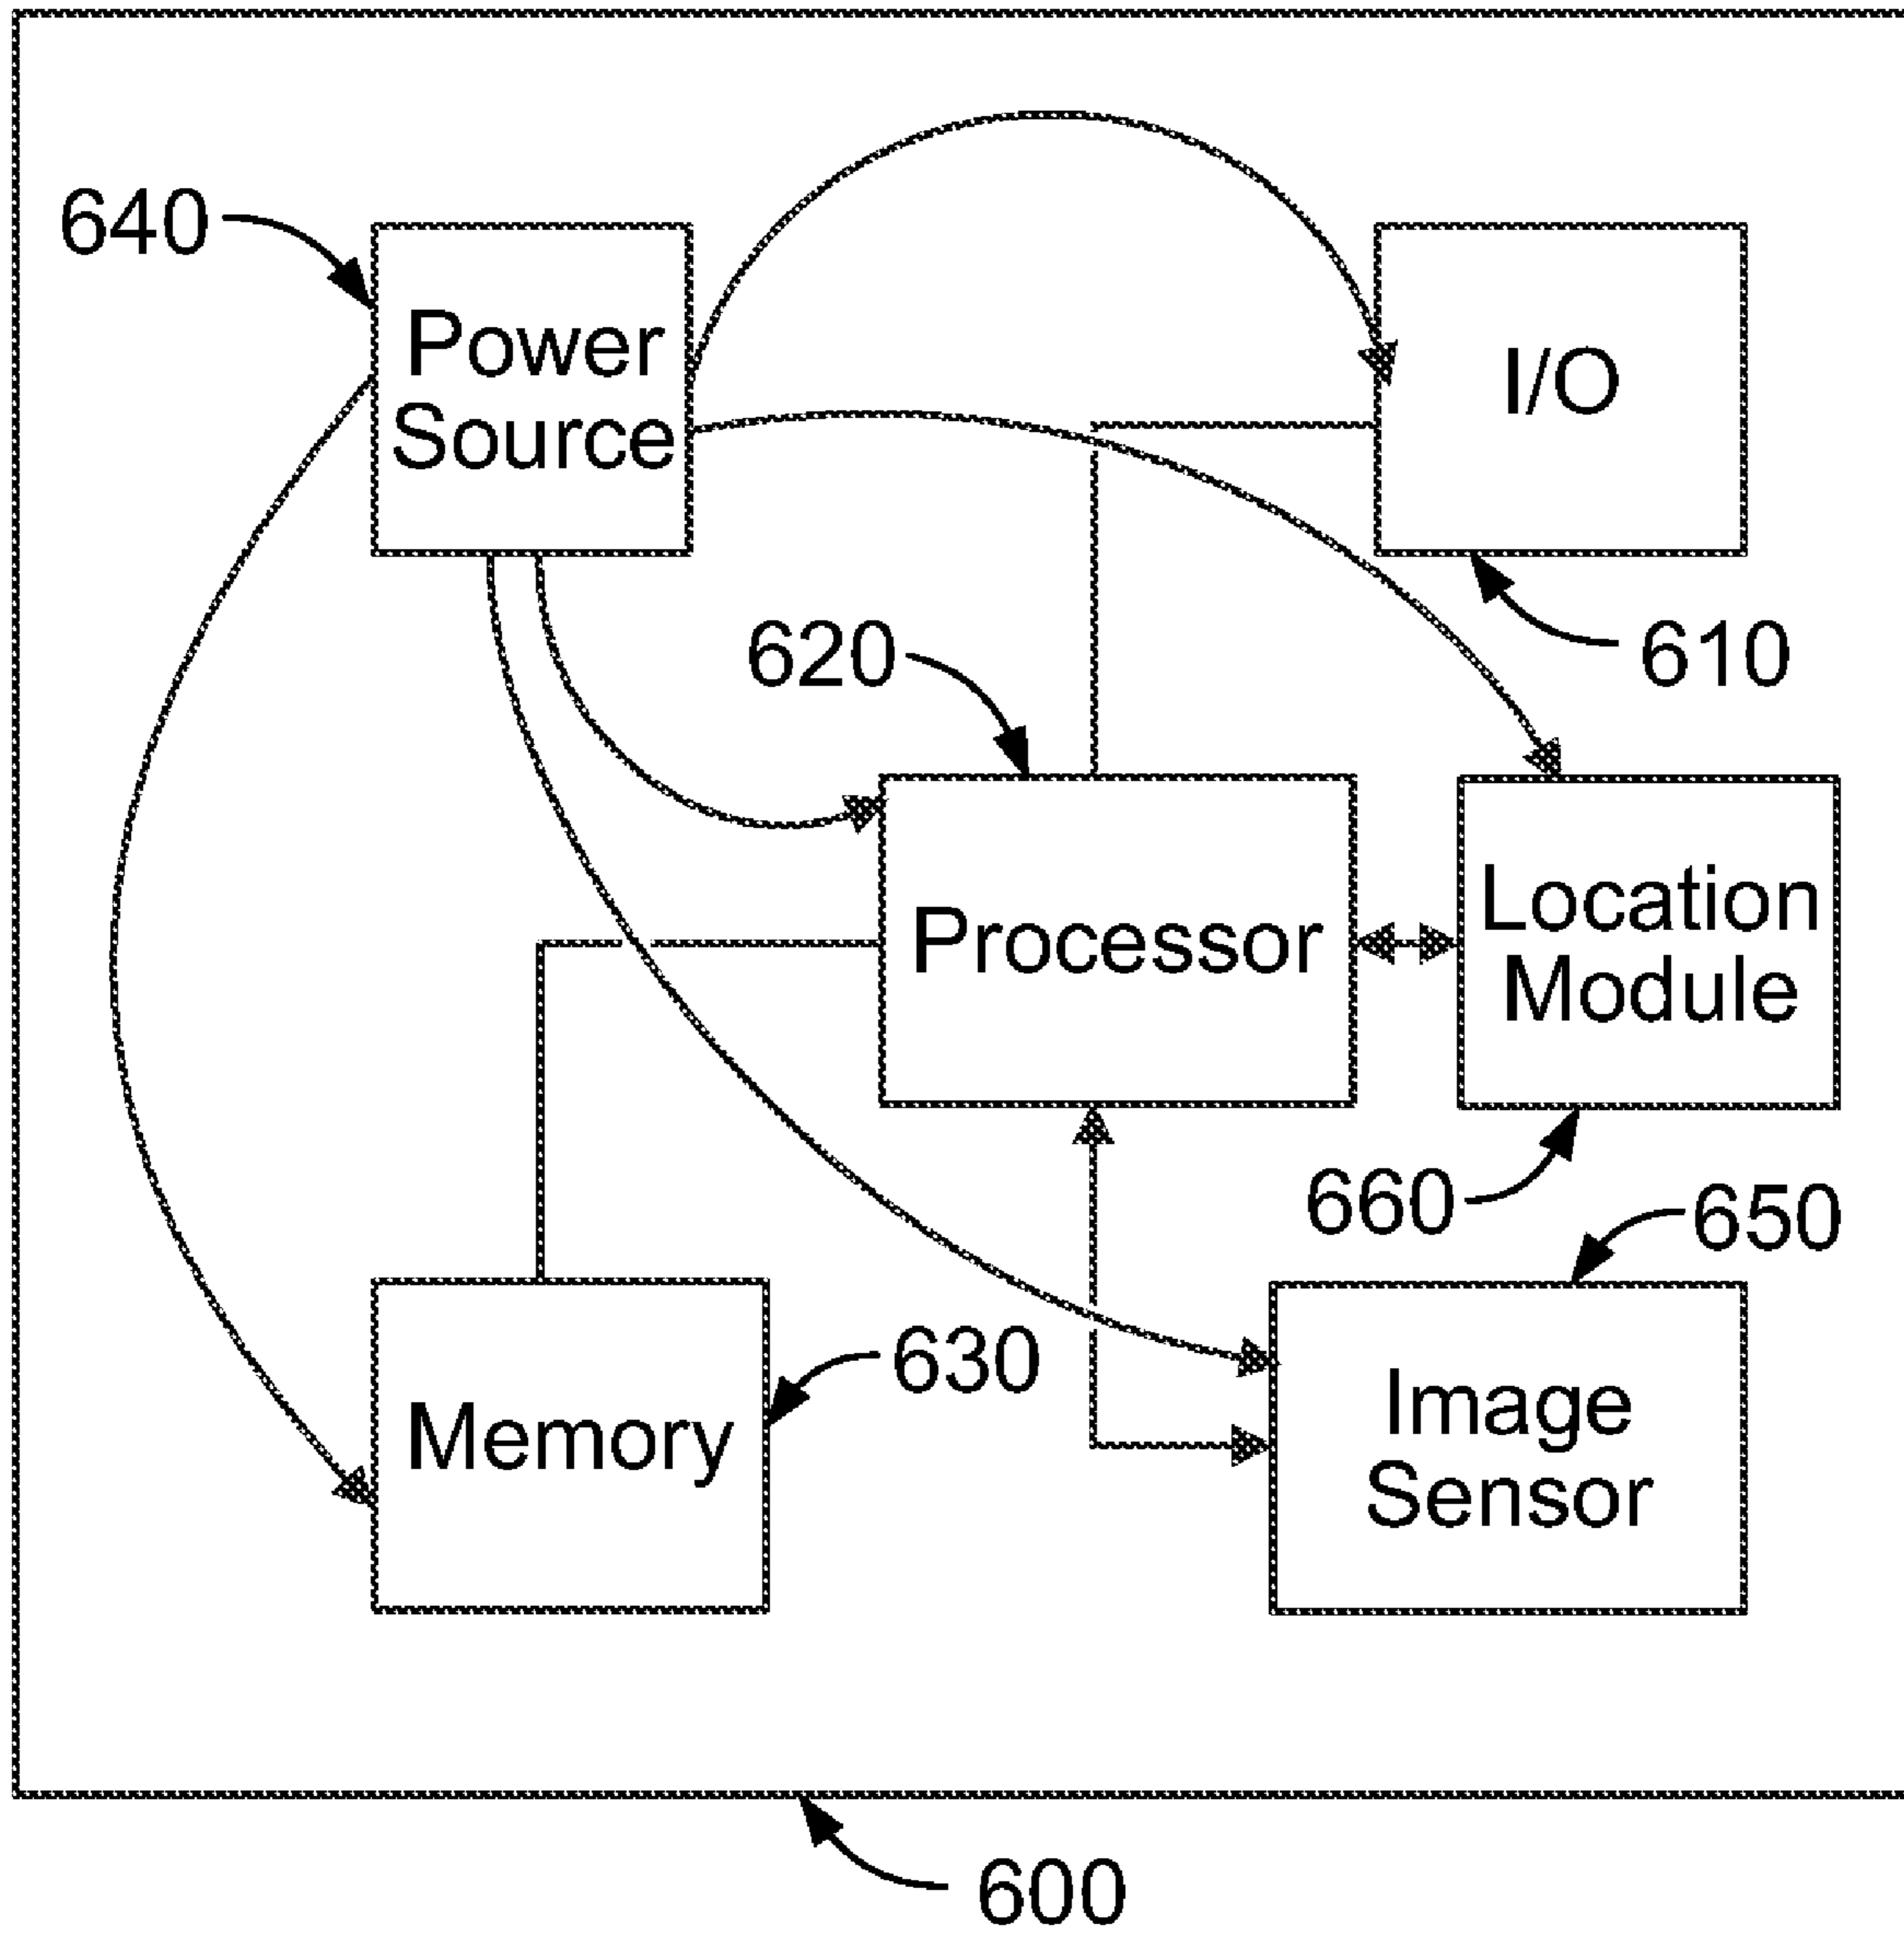 640
Power
Source
I/O
610
620
Processor
Location
Module
660
650
630
Memory
Image
Sensor
600